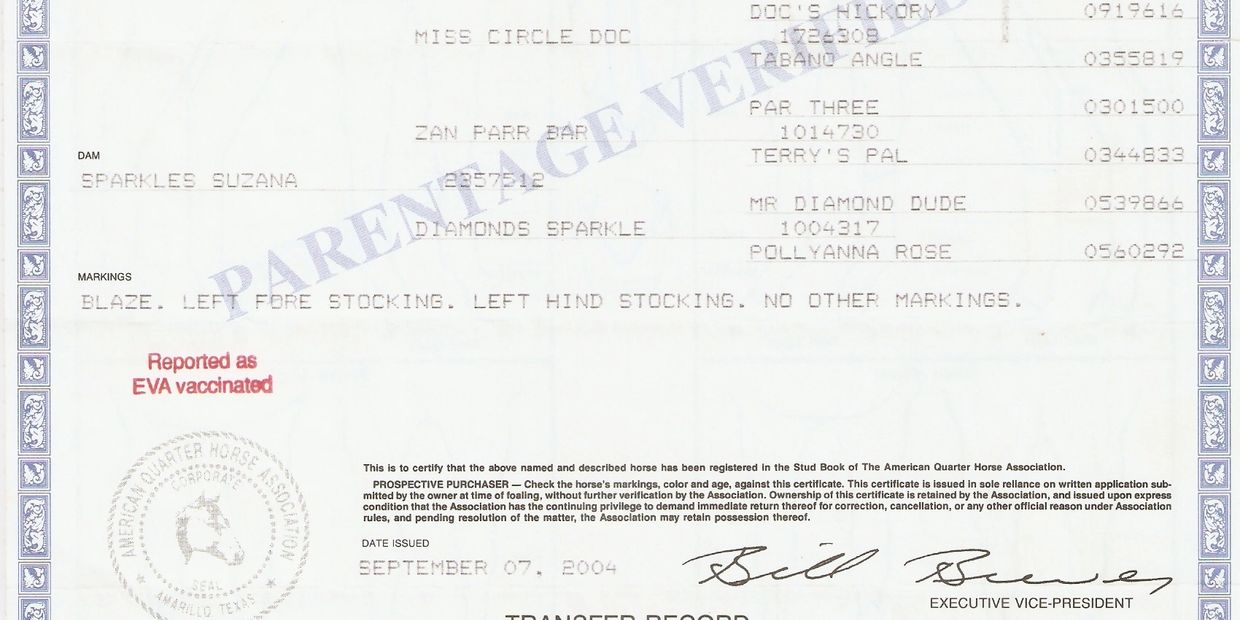 DOC'S HICKORY 0919616
MISS CIRCLE DOC 1726308
TABANO ANGLE 0355819
PAR THREE 0301500
ZAN PARR BAR 1014730
DAM
TERRY'S PAL 0344833
SPARKLES SUZANA 2357512
MR DIAMOND DUDE 0539866
DIAMONDS SPARKLE 1004317
POLLYANNA ROSE 0560292
PARENTAGE VERIFIED
MARKINGS
BLAZE. LEFT FORE STOCKING. LEFT HIND STOCKING. NO OTHER MARKINGS.
Reported as
EVA vaccinated
AMERICAN QUARTER HORSE ASSOCIATION
CORPORATE
SEAL
AMARILLO, TEXAS
This is to certify that the above named and described horse has been registered in the Stud Book of The American Quarter Horse Association.
PROSPECTIVE PURCHASER — Check the horse's markings, color and age, against this certificate. This certificate is issued in sole reliance on written application sub-
mitted by the owner at time of foaling, without further verification by the Association. Ownership of this certificate is retained by the Association, and issued upon express
condition that the Association has the continuing privilege to demand immediate return thereof for correction, cancellation, or any other official reason under Association
rules, and pending resolution of the matter, the Association may retain possession thereof.
DATE ISSUED
SEPTEMBER 07, 2004
Bill Brewer
EXECUTIVE VICE-PRESIDENT
TRANSFER RECORD